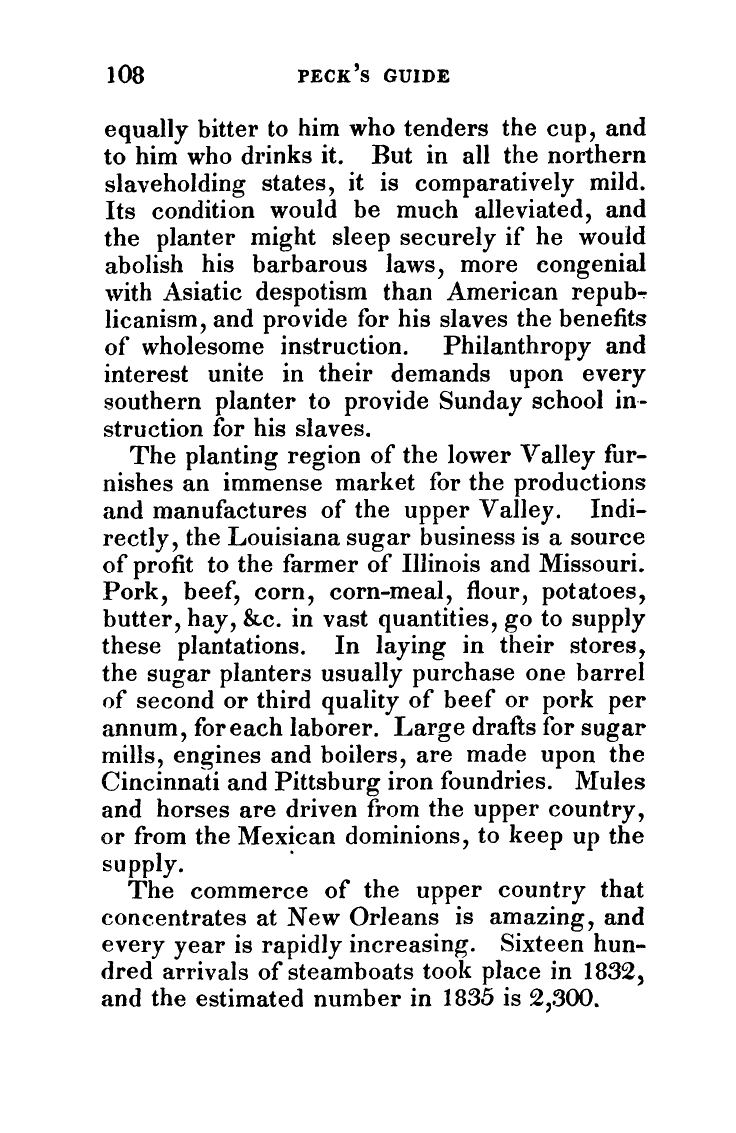 108 PECK'S GUIDE
equally bitter to him who tenders the cup, and
to him who drinks it. But in all the northern
slaveholding states, it is comparatively mild.
Its condition would be much alleviated, and
the planter might sleep securely if he would
abolish his barbarous laws, more congenial
with Asiatic despotism than American repub-
licanism, and provide for his slaves the benefits
of wholesome instruction. Philanthropy and
interest unite in their demands upon every
southern planter to provide Sunday school in-
struction for his slaves.
The planting region of the lower Valley fur-
nishes an immense market for the productions
and manufactures of the upper Valley. Indi-
rectly, the Louisiana sugar business is a source
of profit to the farmer of Illinois and Missouri.
Pork, beef, corn, corn-meal, flour, potatoes,
butter, hay, &c. in vast quantities, go to supply
these plantations. In laying in their stores,
the sugar planters usually purchase one barrel
of second or third quality of beef or pork per
annum, for each laborer. Large drafts for sugar
mills, engines and boilers, are made upon the
Cincinnati and Pittsburg iron foundries. Mules
and horses are driven from the upper country,
or from the Mexican dominions, to keep up the
supply.
The commerce of the upper country that
concentrates at New Orleans is amazing, and
every year is rapidly increasing. Sixteen hun-
dred arrivals of steamboats took place in 1832,
and the estimated number in 1835 is 2,300.